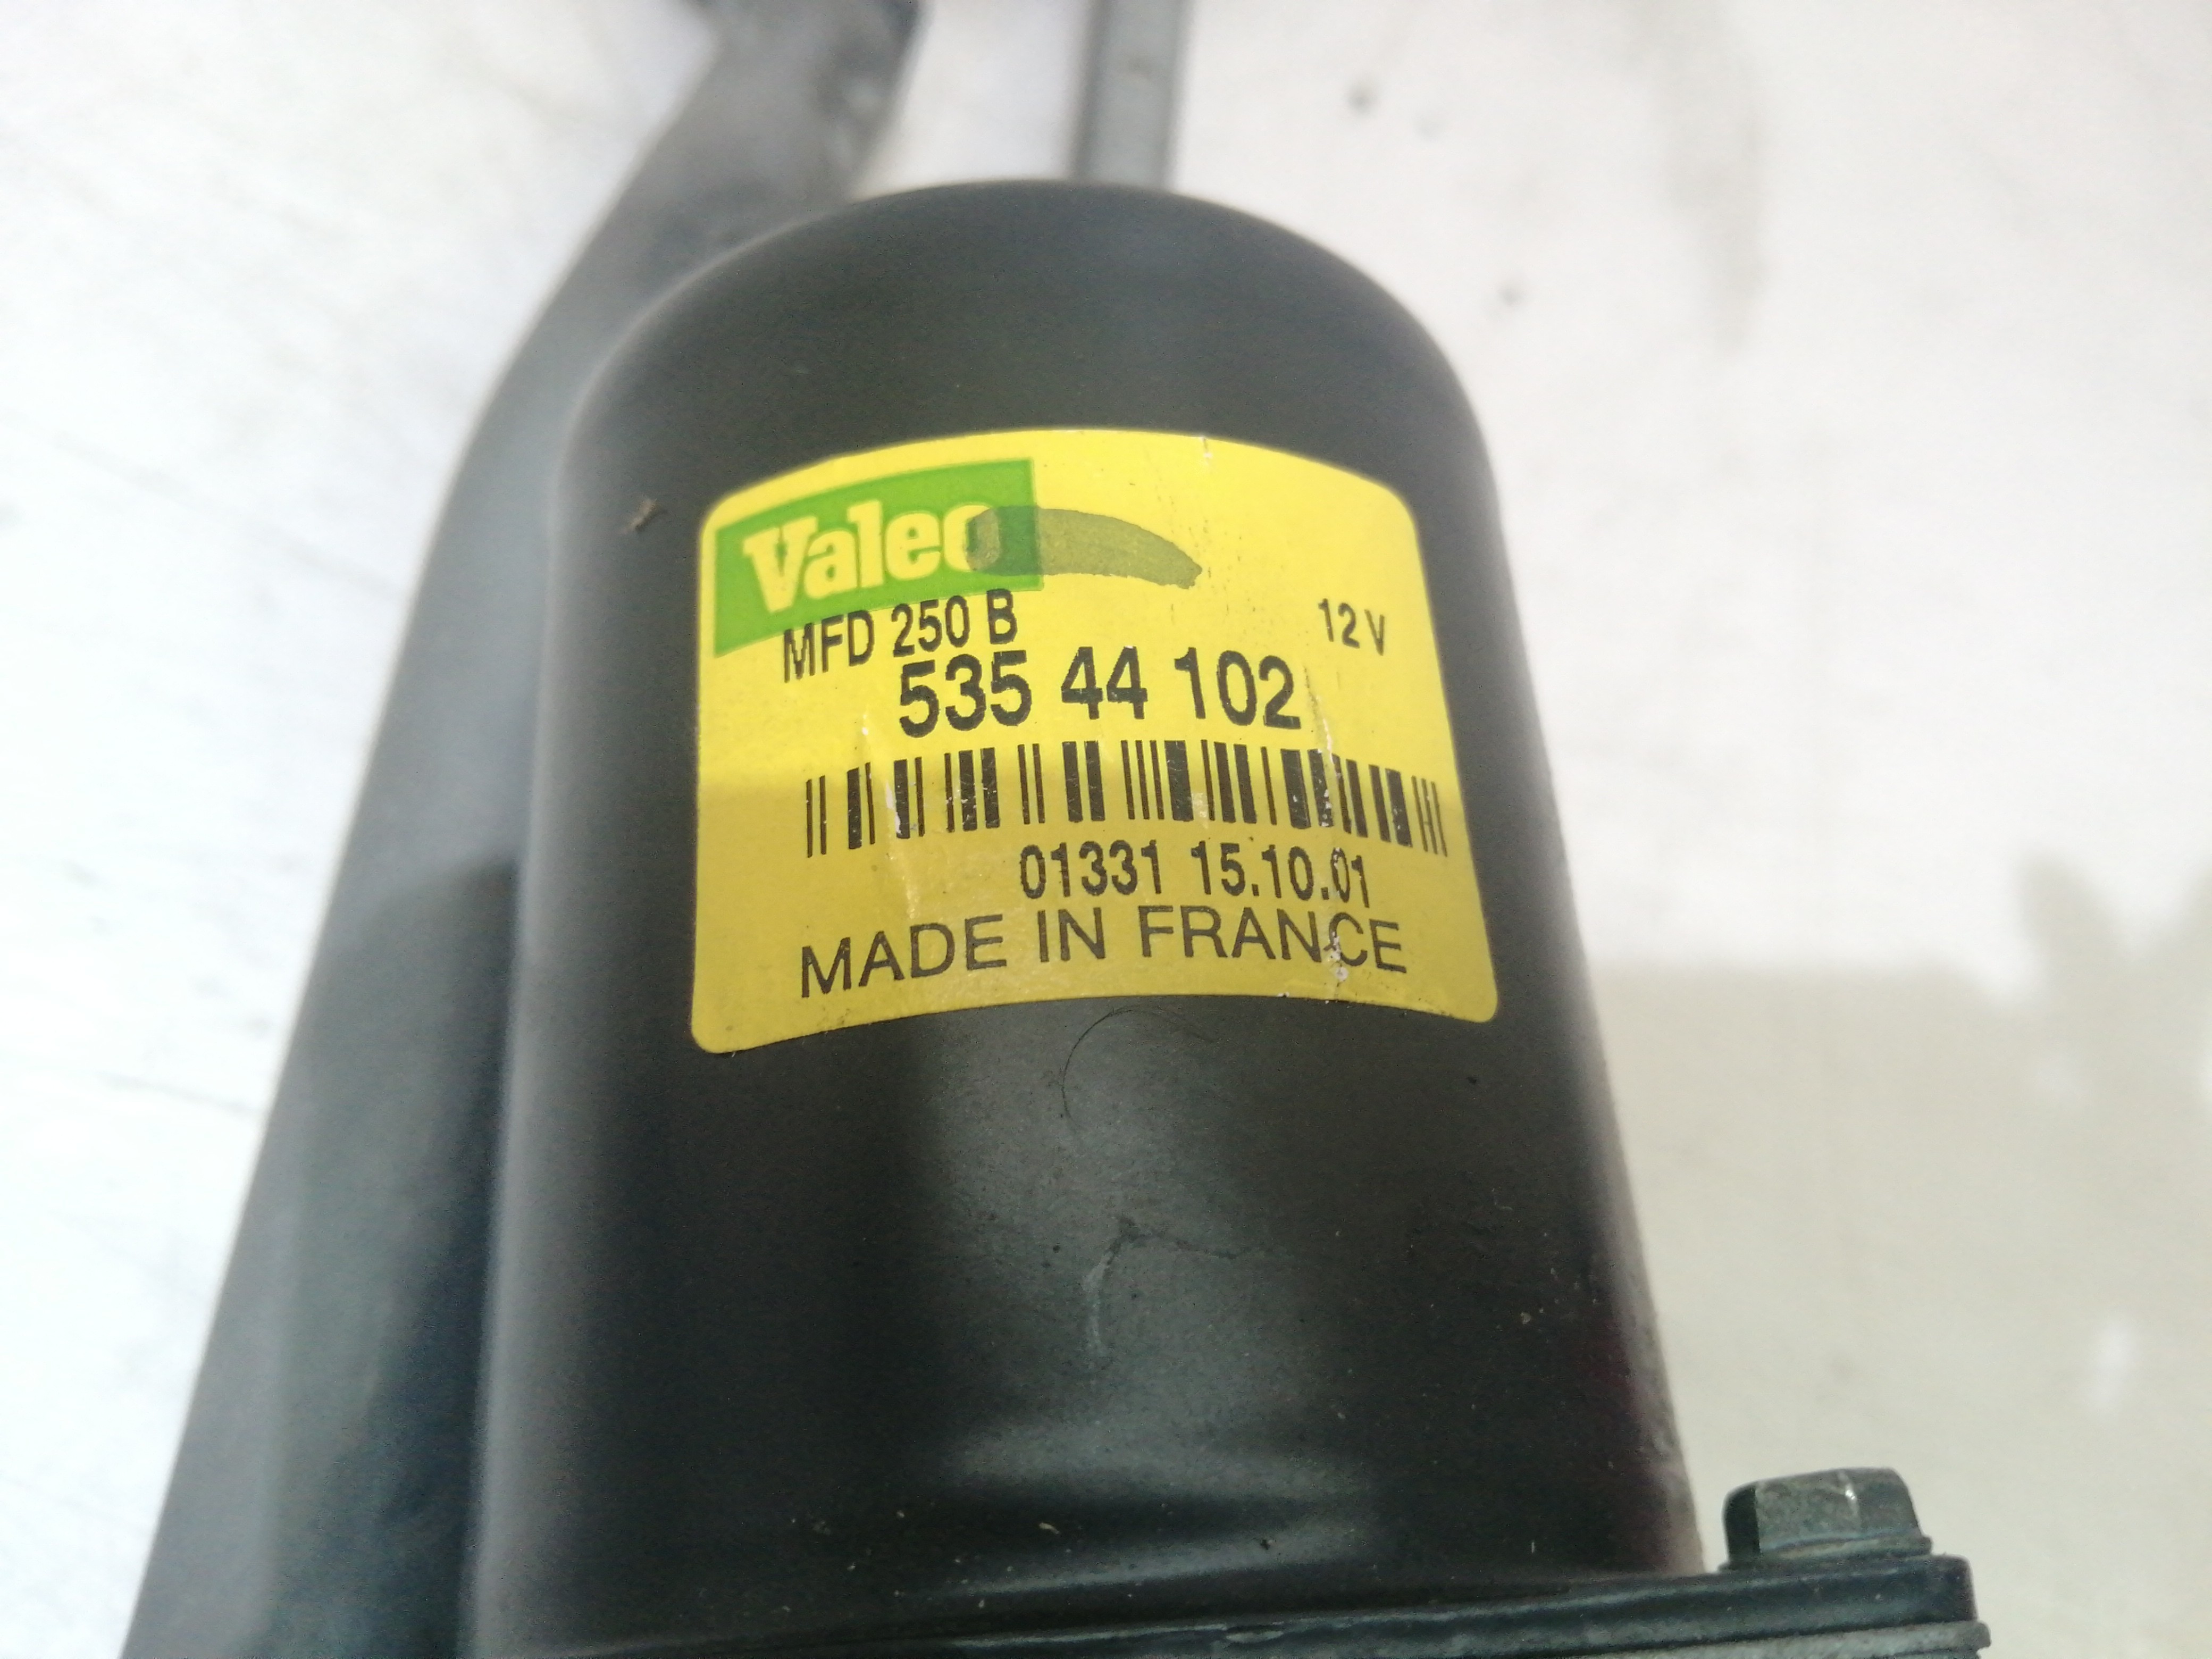 Valeo
MFD 250 B 12 V
535 44 102
01331 15.10.01
MADE IN FRANCE